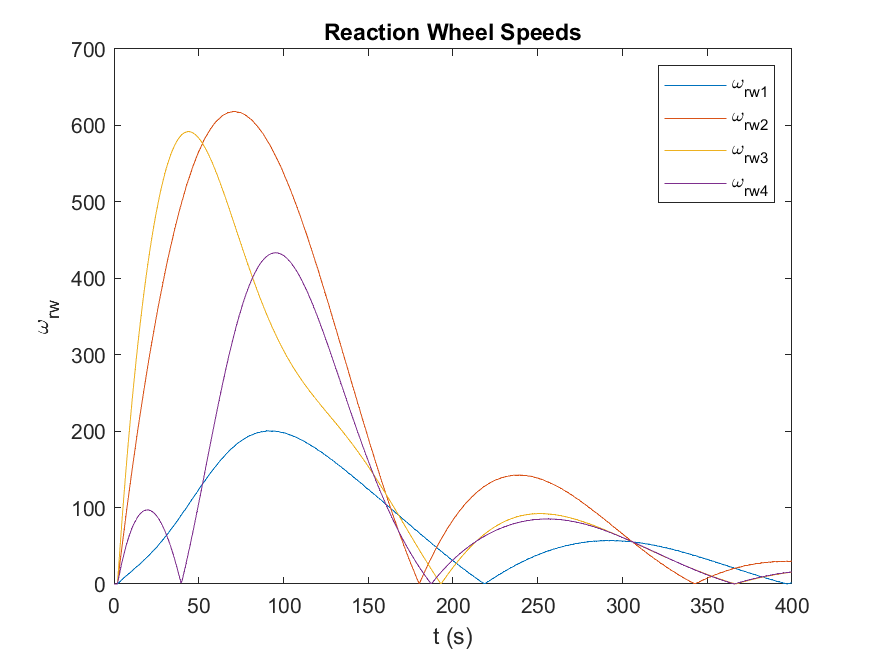 Reaction Wheel Speeds
700
600
500
400
300
200
100
0
ω_rw
ω_rw1
ω_rw2
ω_rw3
ω_rw4
0 50 100 150 200 250 300 350 400
t (s)